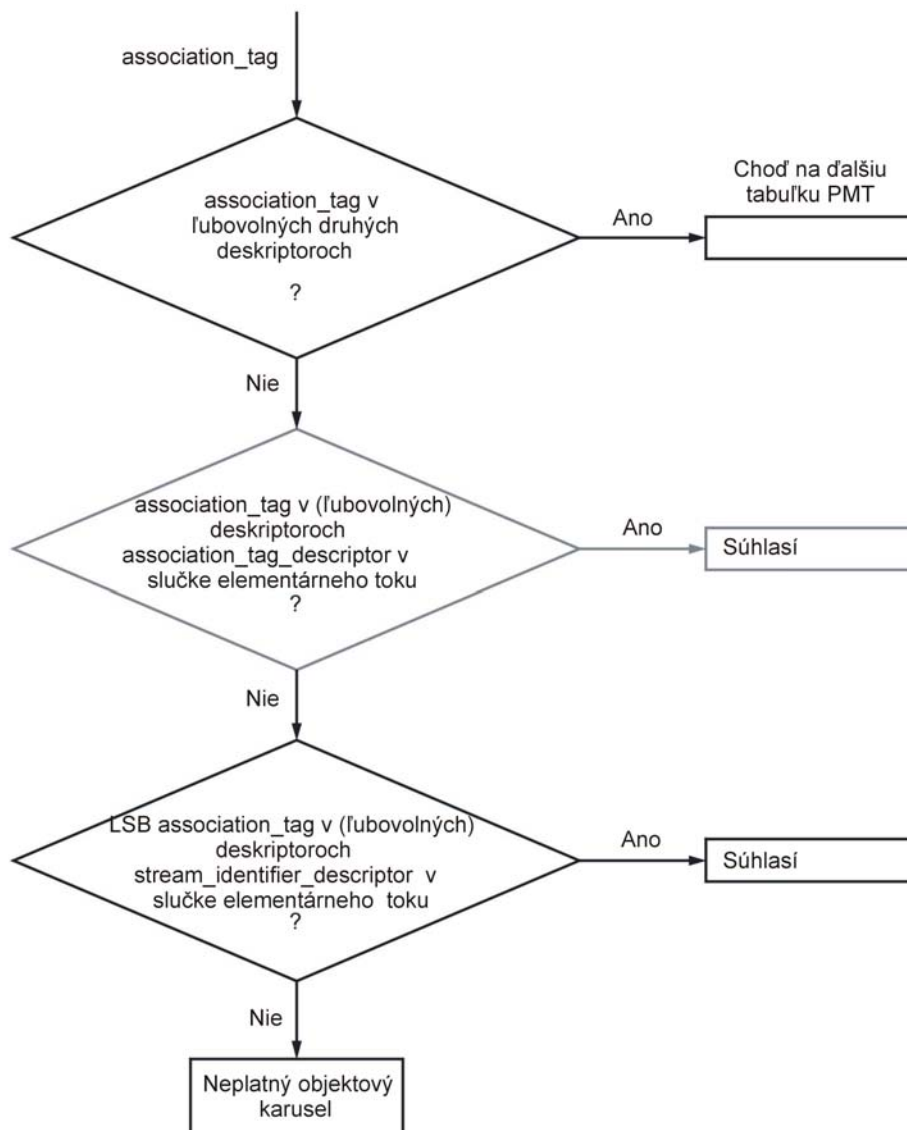 association_tag
association_tag v
ľubovolných druhých
deskriptoroch
?
Ano
Choď na ďalšiu
tabuľku PMT
Nie
association_tag v (ľubovolných)
deskriptoroch
association_tag_descriptor v
slučke elementárneho toku
?
Ano
Súhlasí
Nie
LSB association_tag v (ľubovolných)
deskriptoroch
stream_identifier_descriptor v
slučke elementárneho toku
?
Ano
Súhlasí
Nie
Neplatný objektový
karusel